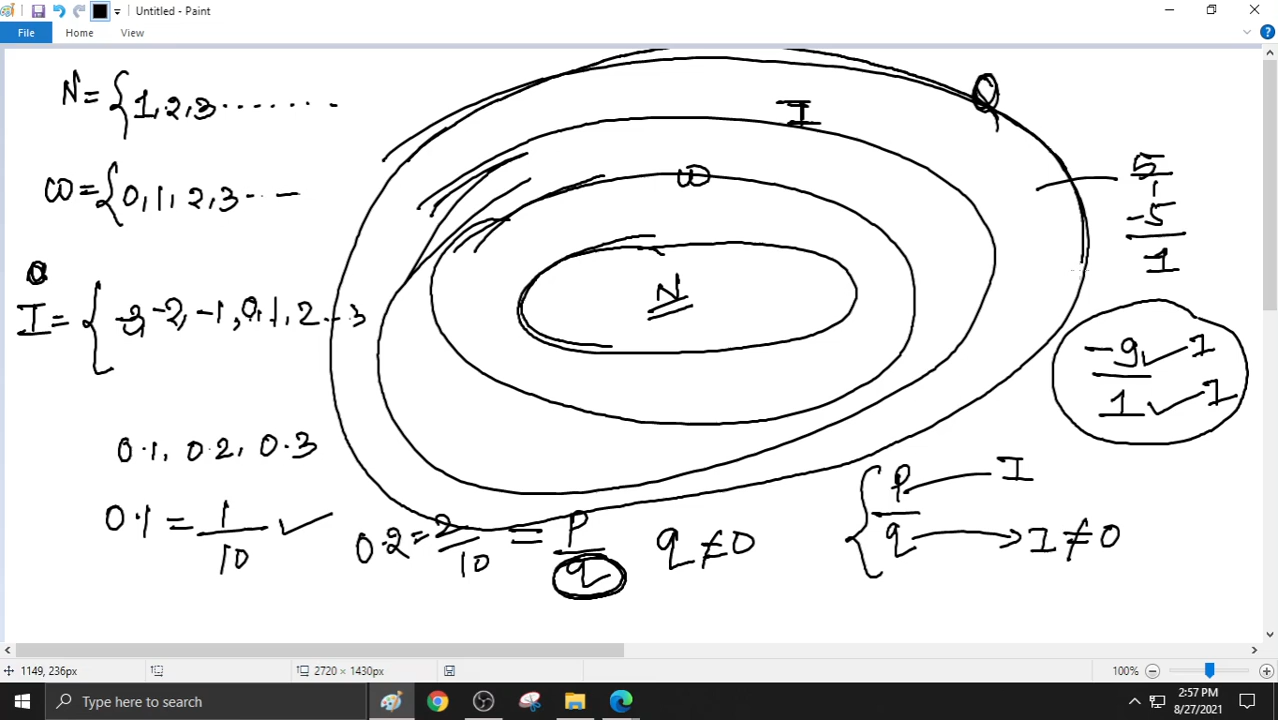 Untitled - Paint
File Home View
N = { 1, 2, 3 .......
W = { 0, 1, 2, 3 ...
I = { -3, -2, -1, 0, 1, 2 ... 3
0.1, 0.2, 0.3
0.1 = 1/10 ✓
0.2 = 2/10 = P/q q ≠ 0
N
W
I
Q
5/1
-5/1
-9 ✓ I
1 ✓ I
{ P/q
I
I ≠ 0
1149, 236px
2720 × 1430px
100%
Type here to search
2:57 PM
8/27/2021